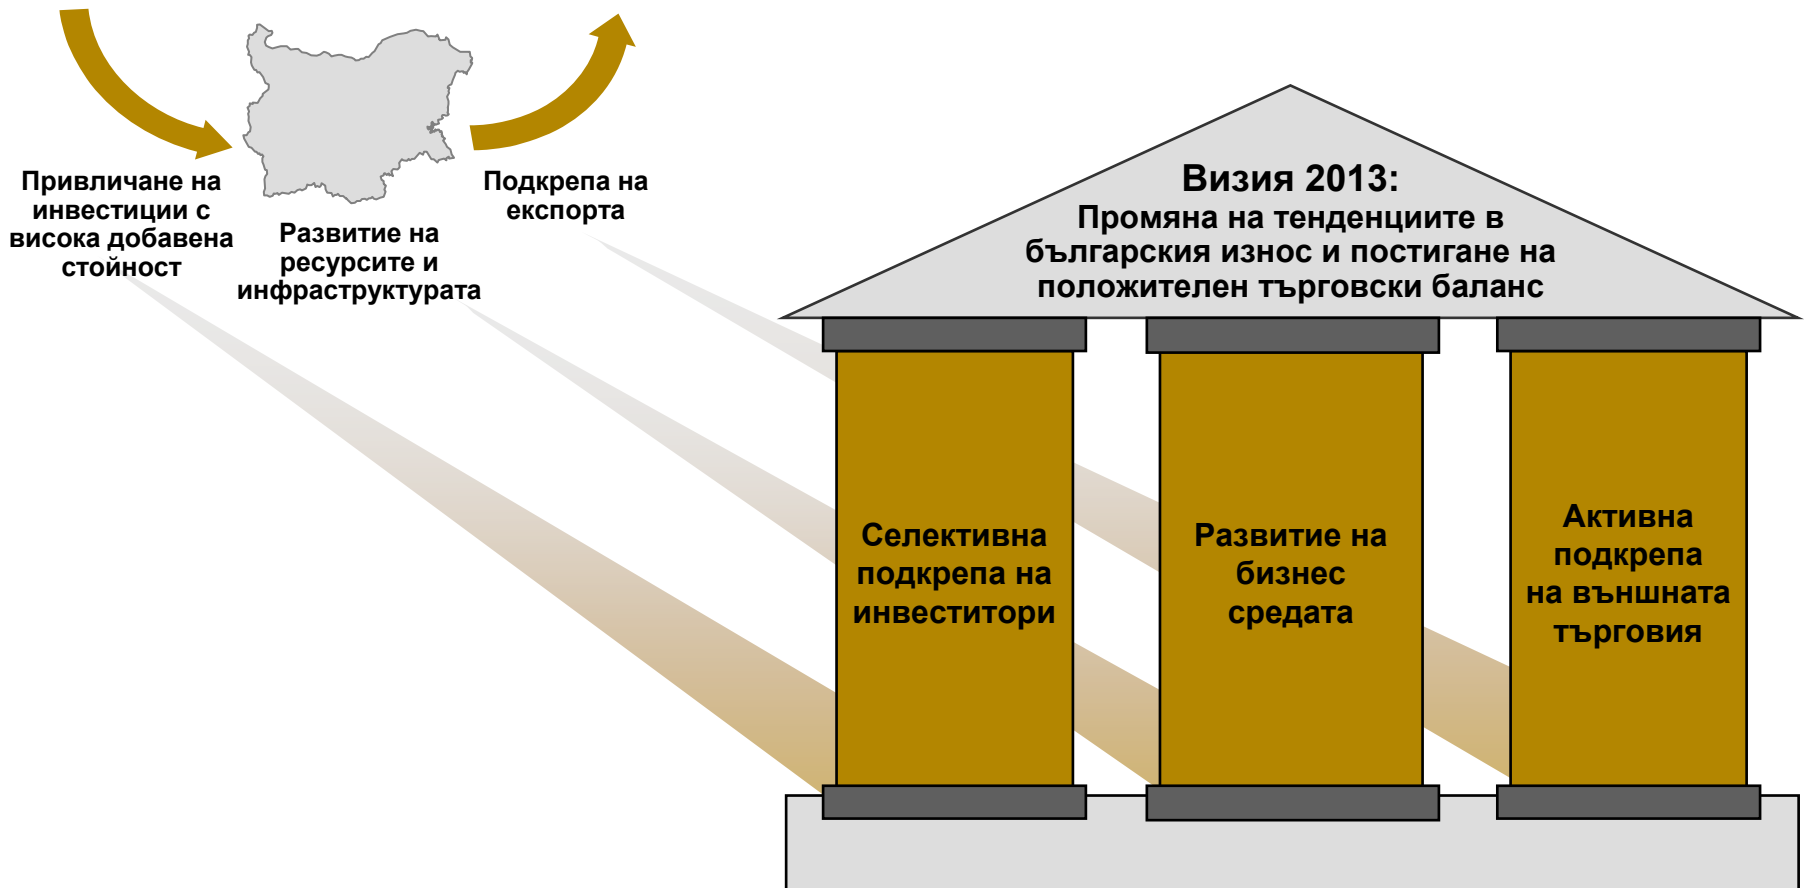 Привличане на
инвестиции с
висока добавена
стойност
Развитие на
ресурсите и
инфраструктурата
Подкрепа на
експорта
Визия 2013:
Промяна на тенденциите в
българския износ и постигане на
положителен търговски баланс
Селективна
подкрепа на
инвеститори
Развитие на
бизнес
средата
Активна
подкрепа
на външната
търговия